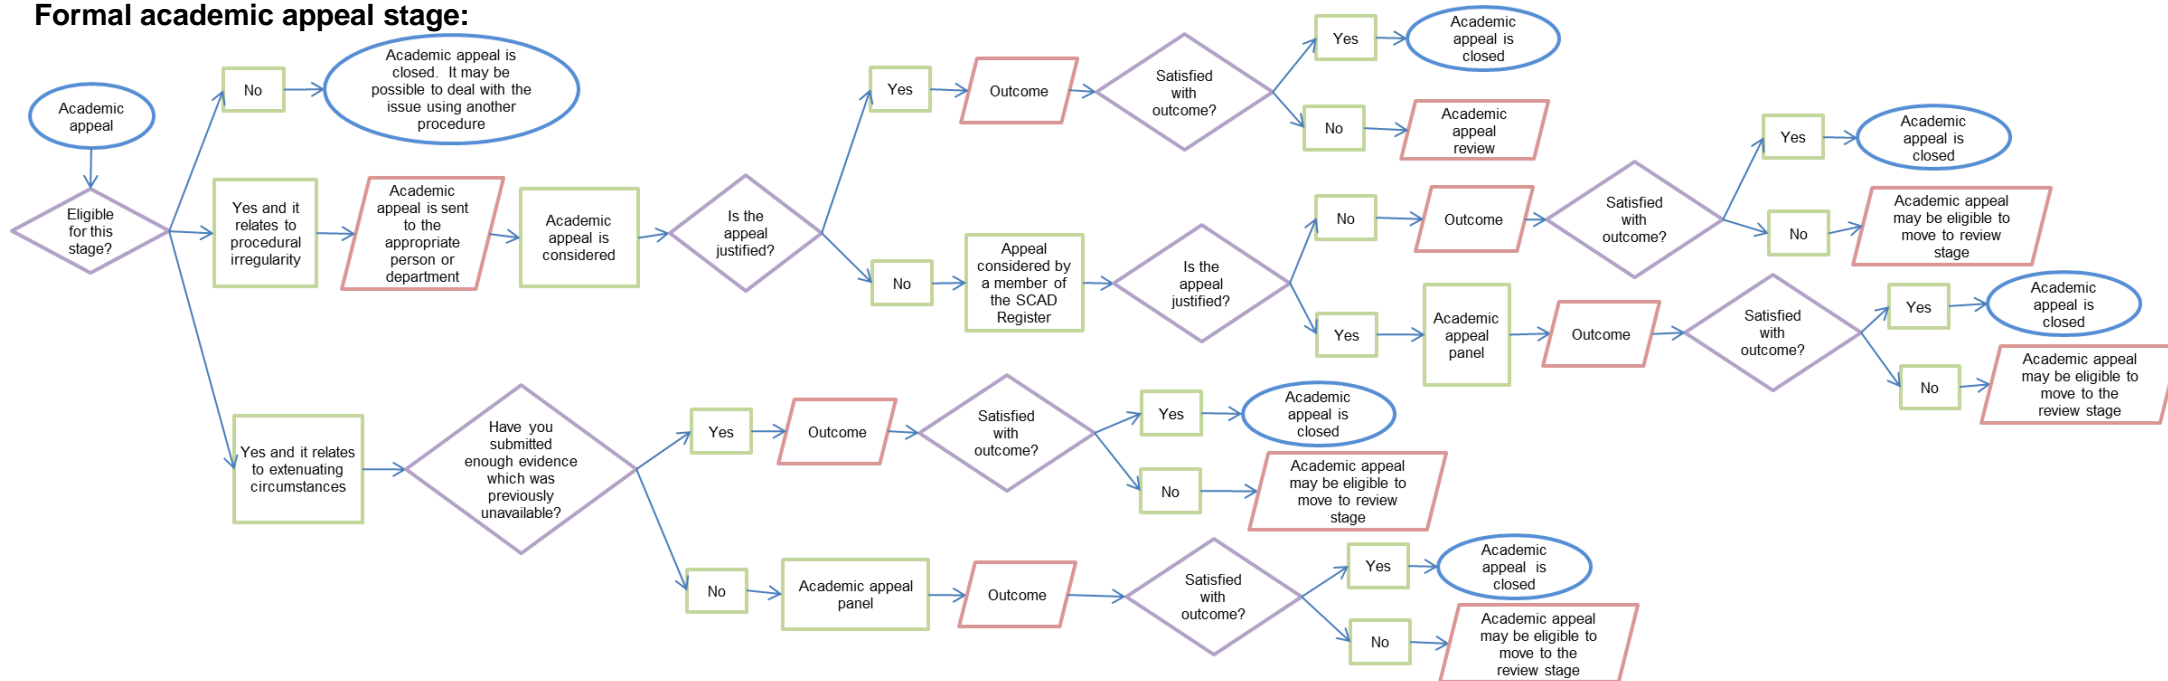 Formal academic appeal stage:
Academic
appeal
Eligible
for this
stage?
No
Academic appeal is
closed. It may be
possible to deal with the
issue using another
procedure
Yes and it
relates to
procedural
irregularity
Academic
appeal is sent
to the
appropriate
person or
department
Academic
appeal is
considered
Is the
appeal
justified?
Yes
Outcome
Satisfied
with
outcome?
Yes
Academic
appeal is
closed
No
Academic
appeal
review
No
Appeal
considered by
a member of
the SCAD
Register
Is the
appeal
justified?
No
Outcome
Satisfied
with
outcome?
Yes
Academic
appeal is
closed
No
Academic appeal
may be eligible to
move to review
stage
Yes
Academic
appeal
panel
Outcome
Satisfied
with
outcome?
Yes
Academic
appeal is
closed
No
Academic appeal
may be eligible to
move to the
review stage
Yes and it relates
to extenuating
circumstances
Have you
submitted
enough evidence
which was
previously
unavailable?
Yes
Outcome
Satisfied
with
outcome?
Yes
Academic
appeal is
closed
No
Academic appeal
may be eligible to
move to review
stage
No
Academic appeal
panel
Outcome
Satisfied
with
outcome?
Yes
Academic
appeal is
closed
No
Academic appeal
may be eligible to
move to the
review stage